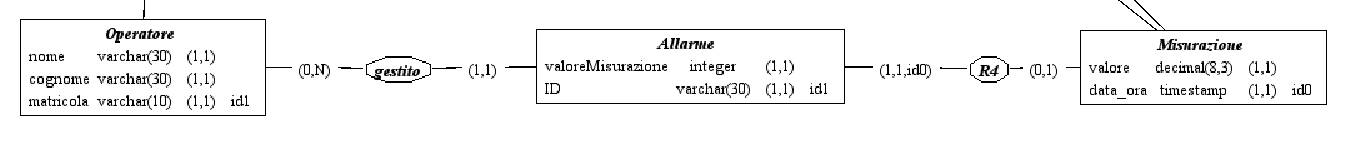 Operatore
nome varchar(30) (1,1)
cognome varchar(30) (1,1)
matricola varchar(10) (1,1) id1
(0,N)
gestito
(1,1)
Allarme
valoreMisurazione integer (1,1)
ID varchar(30) (1,1) id1
(1,1,id0)
R4
(0,1)
Misurazione
valore decimal(8,3) (1,1)
data_ora timestamp (1,1) id0